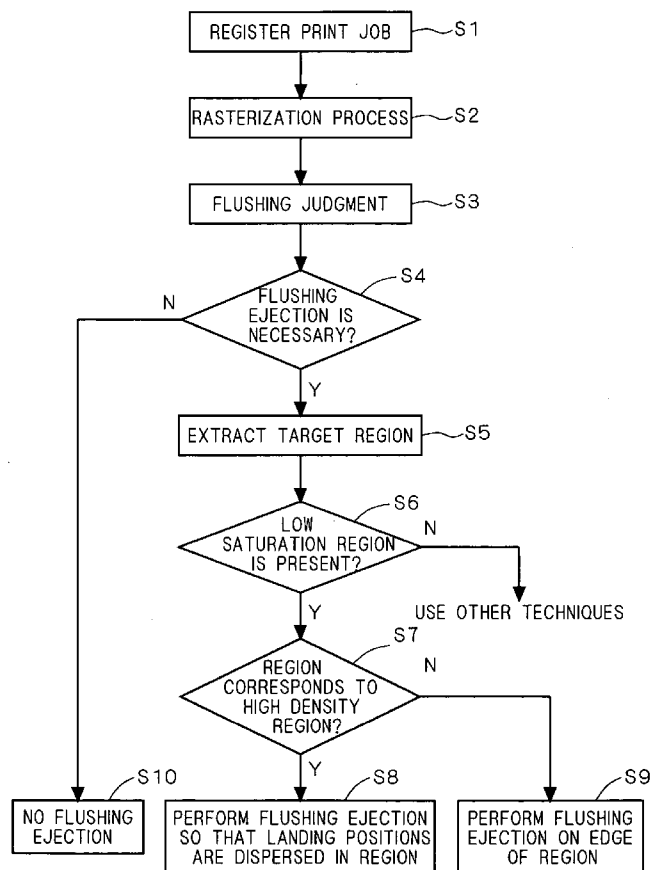 REGISTER PRINT JOB
S1
RASTERIZATION PROCESS
S2
FLUSHING JUDGMENT
S3
S4
N
FLUSHING
EJECTION IS
NECESSARY?
Y
EXTRACT TARGET REGION
S5
S6
LOW
SATURATION REGION
IS PRESENT?
N
USE OTHER TECHNIQUES
Y
S7
REGION
CORRESPONDS TO
HIGH DENSITY
REGION?
N
Y
S10
NO FLUSHING
EJECTION
S8
PERFORM FLUSHING EJECTION
SO THAT LANDING POSITIONS
ARE DISPERSED IN REGION
S9
PERFORM FLUSHING
EJECTION ON EDGE
OF REGION